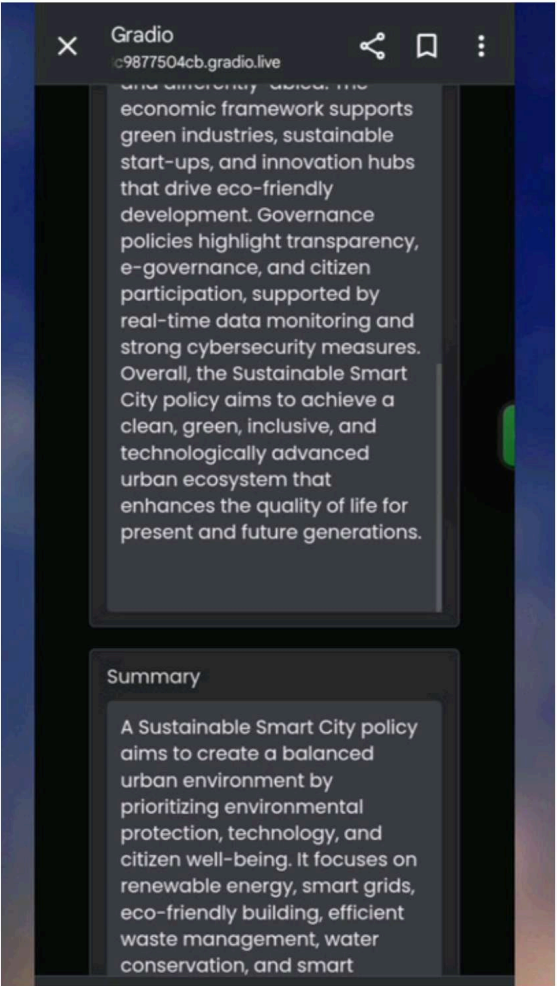 Gradio
c9877504cb.gradio.live
and differently-abled. The
economic framework supports
green industries, sustainable
start-ups, and innovation hubs
that drive eco-friendly
development. Governance
policies highlight transparency,
e-governance, and citizen
participation, supported by
real-time data monitoring and
strong cybersecurity measures.
Overall, the Sustainable Smart
City policy aims to achieve a
clean, green, inclusive, and
technologically advanced
urban ecosystem that
enhances the quality of life for
present and future generations.
Summary
A Sustainable Smart City policy
aims to create a balanced
urban environment by
prioritizing environmental
protection, technology, and
citizen well-being. It focuses on
renewable energy, smart grids,
eco-friendly building, efficient
waste management, water
conservation, and smart